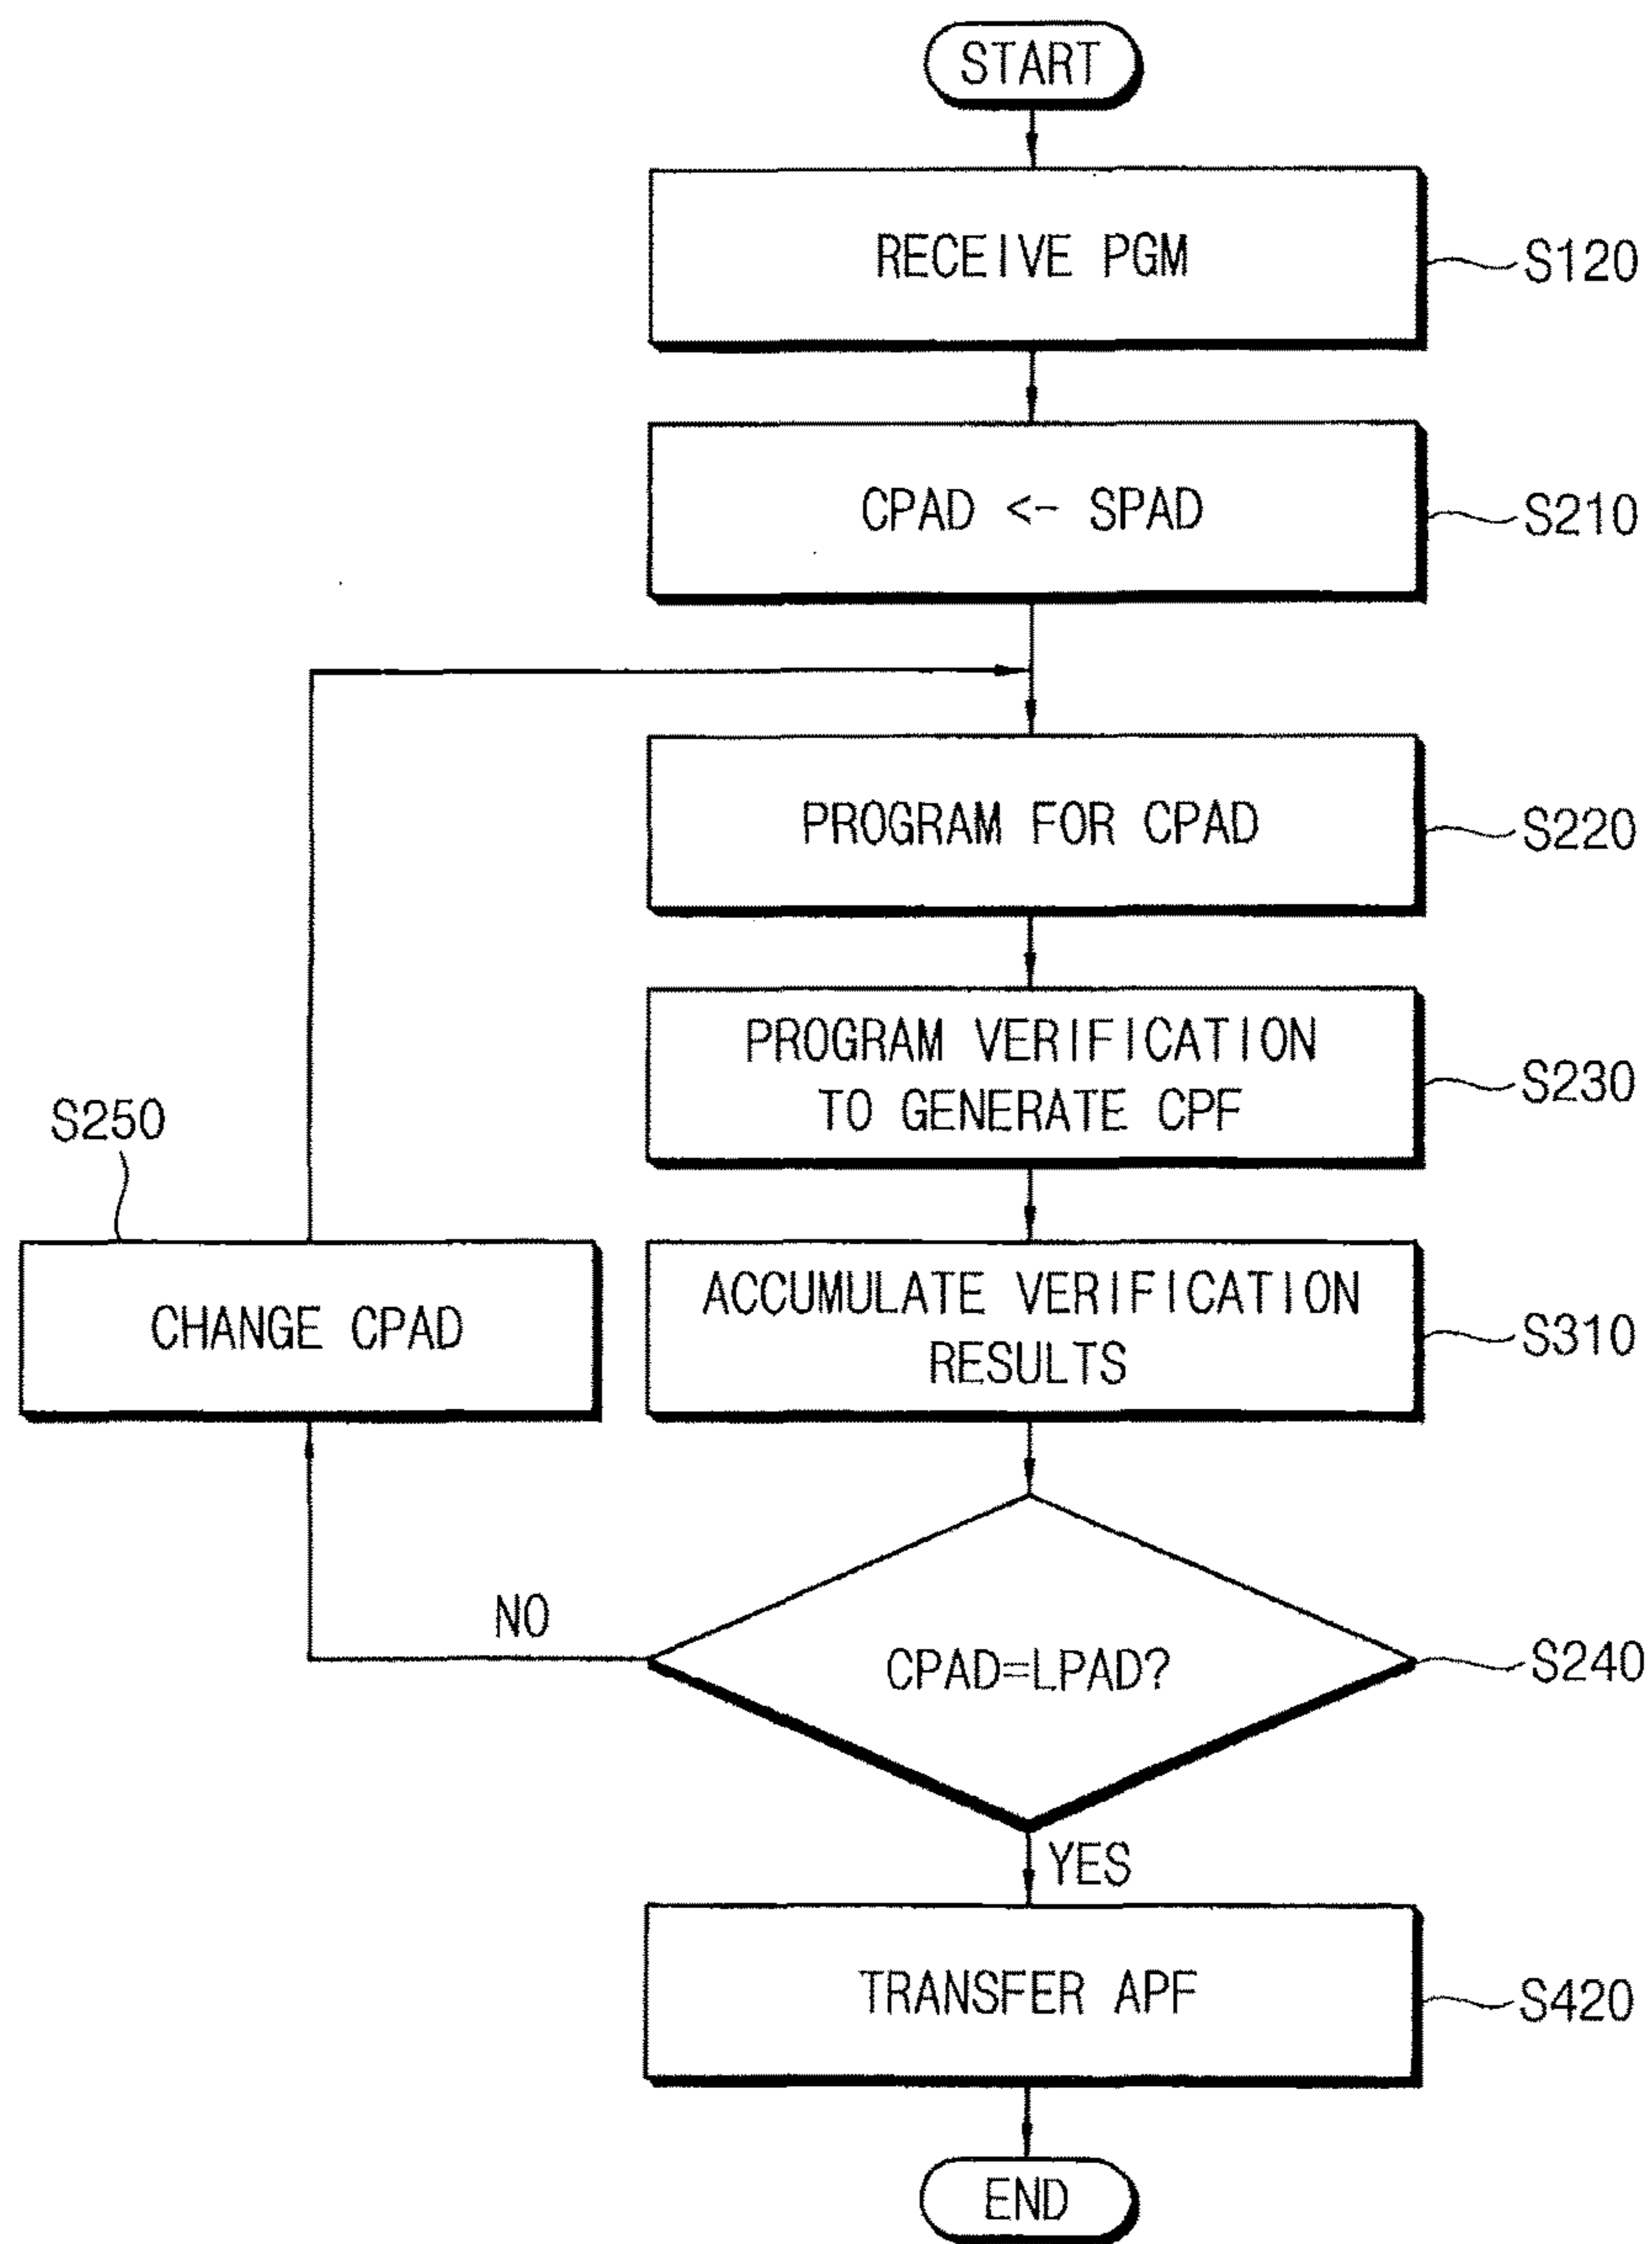 START
RECEIVE PGM
S120
CPAD <- SPAD
S210
PROGRAM FOR CPAD
S220
PROGRAM VERIFICATION
TO GENERATE CPF
S230
S250
CHANGE CPAD
ACCUMULATE VERIFICATION
RESULTS
S310
NO
CPAD=LPAD?
S240
YES
TRANSFER APF
S420
END